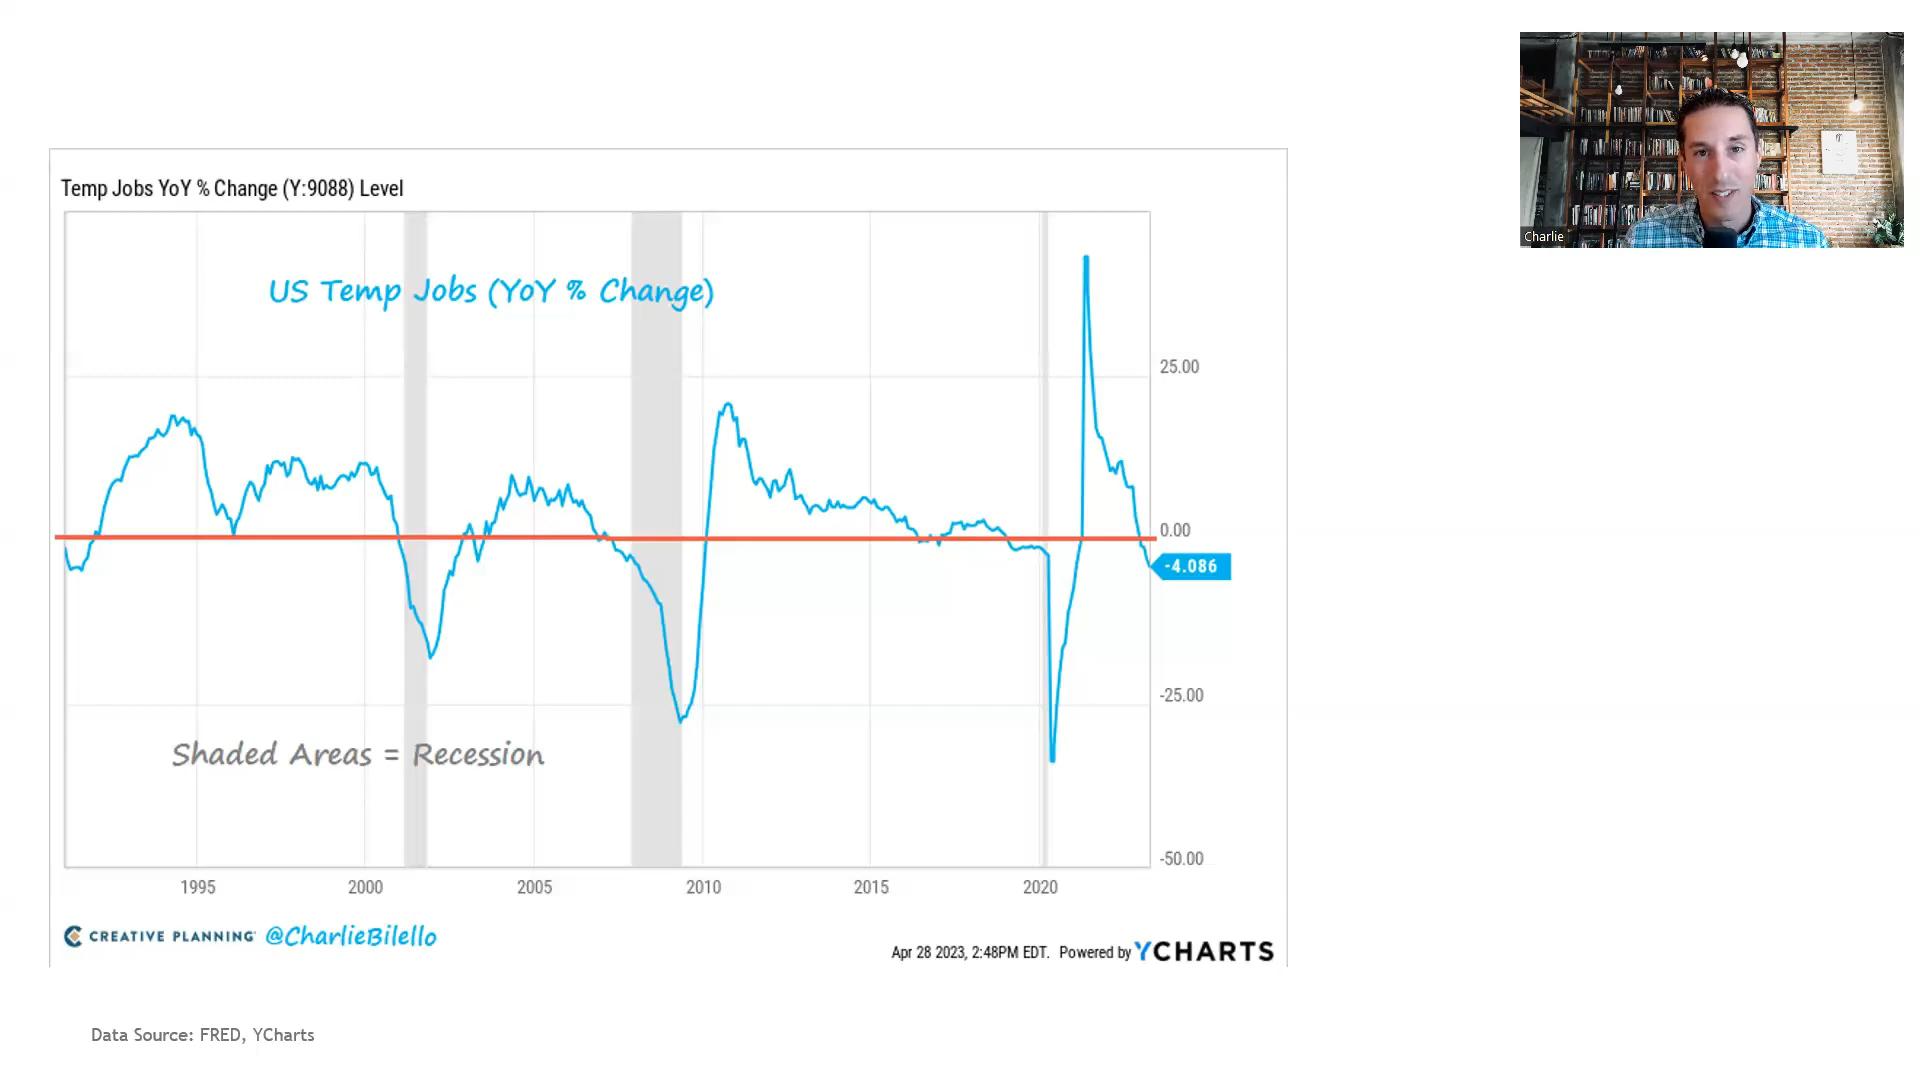 Charlie
Temp Jobs YoY % Change (Y:9088) Level
US Temp Jobs (YoY % Change)
25.00
0.00
-4.086
-25.00
Shaded Areas = Recession
-50.00
1995 2000 2005 2010 2015 2020
CREATIVE PLANNING @CharlieBilello
Apr 28 2023, 2:48PM EDT. Powered by YCHARTS
Data Source: FRED, YCharts